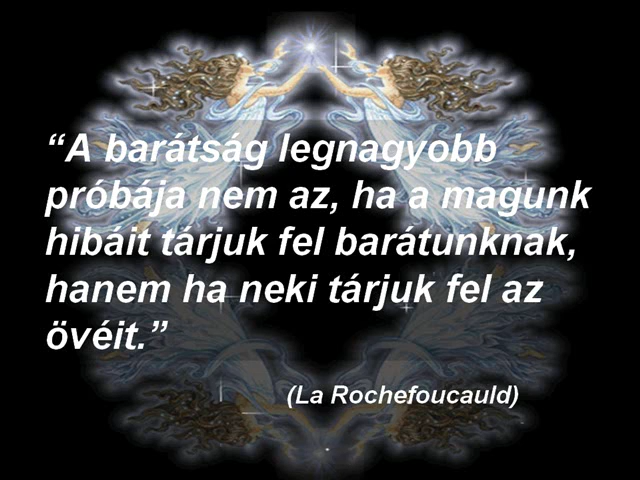 “A barátság legnagyobb
próbája nem az, ha a magunk
hibáit tárjuk fel barátunknak,
hanem ha neki tárjuk fel az
övéit.”
(La Rochefoucauld)